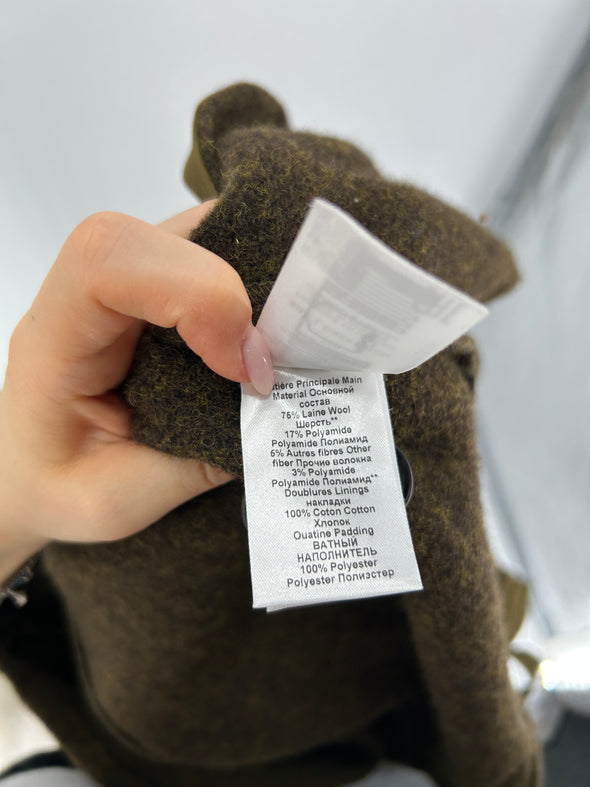 tière Principale Main
Material Основной
состав
75% Laine Wool
Шерсть**
17% Polyamide
Polyamide Полиамид
5% Autres fibres Other
fiber Прочие волокна
3% Polyamide
Polyamide Полиамид**
Doublures Linings
накладки
100% Coton Cotton
Хлопок
Ouatine Padding
ВАТНЫЙ
НАПОЛНИТЕЛЬ
100% Polyester
Polyester Полиэстер